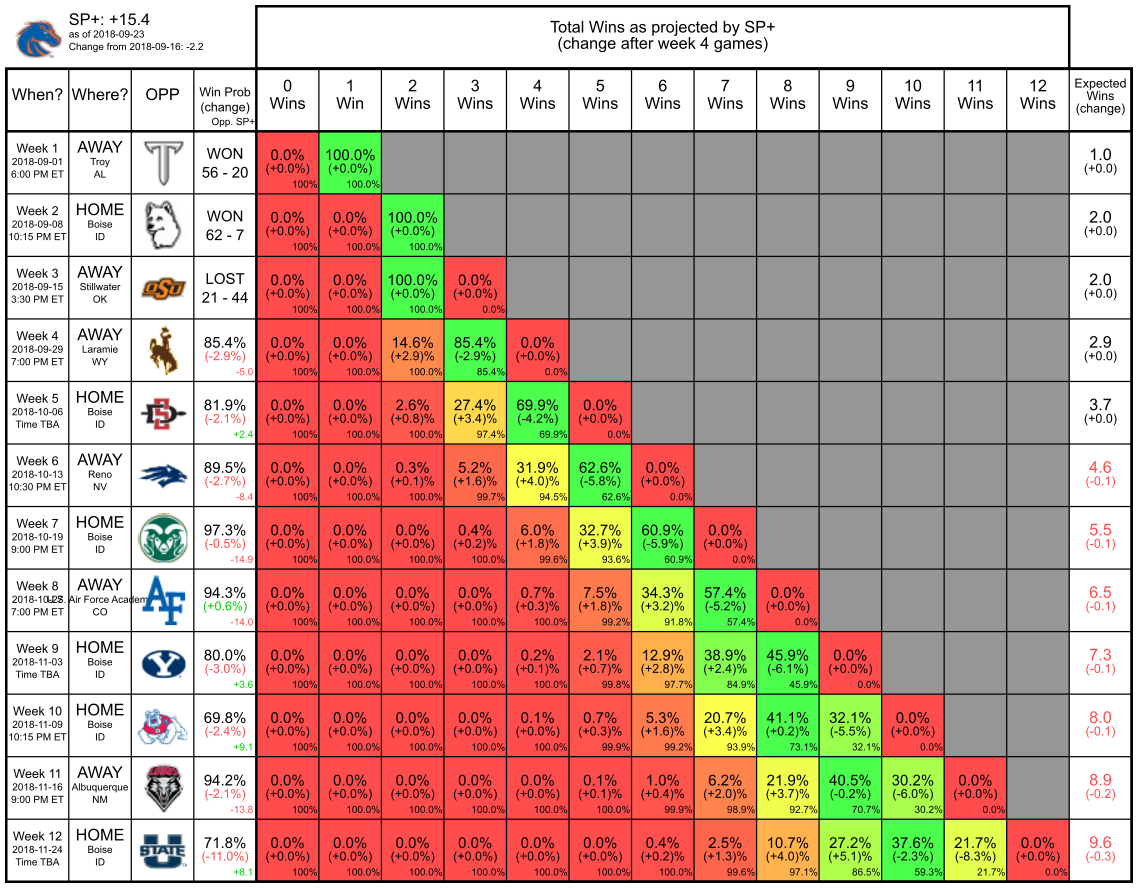 SP+: +15.4
as of 2018-09-23
Change from 2018-09-16: -2.2
Total Wins as projected by SP+
(change after week 4 games)
When? Where? OPP Win Prob (change) Opp. SP+ 0 Wins 1 Win 2 Wins 3 Wins 4 Wins 5 Wins 6 Wins 7 Wins 8 Wins 9 Wins 10 Wins 11 Wins 12 Wins Expected Wins (change)
Week 1 AWAY WON 0.0% 100.0% 1.0
2018-09-01 Troy 56 - 20 (+0.0%) (+0.0%) (+0.0)
6:00 PM ET AL 100% 100.0%
Week 2 HOME WON 0.0% 0.0% 100.0% 2.0
2018-09-08 Boise 62 - 7 (+0.0%) (+0.0%) (+0.0%) (+0.0)
10:15 PM ET ID 100% 100.0% 100.0%
Week 3 AWAY OSU LOST 0.0% 0.0% 100.0% 0.0% 2.0
2018-09-15 Stillwater 21 - 44 (+0.0%) (+0.0%) (+0.0%) (+0.0%) (+0.0)
3:30 PM ET OK 100% 100.0% 100.0% 0.0%
Week 4 AWAY 85.4% 0.0% 0.0% 14.6% 85.4% 0.0% 2.9
2018-09-29 Laramie (-2.9%) (+0.0%) (+0.0%) (+2.9)% (-2.9% (+0.0%) (+0.0)
7:00 PM ET WY -5.0 100% 100.0% 100.0% 85.4% 0.0%
Week 5 HOME 81.9% 0.0% 0.0% 2.6% 27.4% 69.9% 0.0% 3.7
2018-10-06 Boise (-2.1%) (+0.0%) (+0.0%) (+0.8)% (+3.4)% (-4.2%) (+0.0%) (+0.0)
Time TBA ID +2.4 100% 100.0% 100.0% 97.4% 69.9% 0.0%
Week 6 AWAY 89.5% 0.0% 0.0% 0.3% 5.2% 31.9% 62.6% 0.0% 4.6
2018-10-13 Reno (-2.7%) (+0.0%) (+0.0%) (+0.1)% (+1.6)% (+4.0)% (-5.8%) (+0.0%) (-0.1)
10:30 PM ET NV -8.4 100% 100.0% 100.0% 99.7% 94.5% 62.6% 0.0%
Week 7 HOME 97.3% 0.0% 0.0% 0.0% 0.4% 6.0% 32.7% 60.9% 0.0% 5.5
2018-10-19 Boise (-0.5%) (+0.0%) (+0.0%) (+0.0%) (+0.2)% (+1.8)% (+3.9)% (-5.9%) (+0.0%) (-0.1)
9:00 PM ET ID -14.9 100% 100.0% 100.0% 100.0% 99.6% 93.6% 60.9% 0.0%
Week 8 AWAY AF 94.3% 0.0% 0.0% 0.0% 0.0% 0.7% 7.5% 34.3% 57.4% 0.0% 6.5
Air Force Academ (+0.6%) (+0.0%) (+0.0%) (+0.0%) (+0.0%) (+0.3)% (+1.8)% (+3.2)% (-5.2%) (+0.0%) (-0.1)
7:00 PM ET CO -14.0 100% 100.0% 100.0% 100.0% 100.0% 99.2% 91.8% 57.4% 0.0%
Week 9 HOME Y 80.0% 0.0% 0.0% 0.0% 0.0% 0.2% 2.1% 12.9% 38.9% 45.9% 0.0% 7.3
2018-11-03 Boise (-3.0%) (+0.0%) (+0.0%) (+0.0%) (+0.0%) (+0.1)% (+0.7)% (+2.8)% (+2.4)% (-6.1%) (+0.0%) (-0.1)
Time TBA ID +3.6 100% 100.0% 100.0% 100.0% 100.0% 99.8% 97.7% 84.9% 45.9% 0.0%
Week 10 HOME 69.8% 0.0% 0.0% 0.0% 0.0% 0.1% 0.7% 5.3% 20.7% 41.1% 32.1% 0.0% 8.0
2018-11-09 Boise (-2.4%) (+0.0%) (+0.0%) (+0.0%) (+0.0%) (+0.0%) (+0.3)% (+1.6)% (+3.4)% (+0.2)% (-5.5%) (+0.0%) (-0.1)
10:15 PM ET ID +9.1 100% 100.0% 100.0% 100.0% 100.0% 99.9% 99.2% 93.9% 73.1% 32.1% 0.0%
Week 11 AWAY 94.2% 0.0% 0.0% 0.0% 0.0% 0.0% 0.1% 1.0% 6.2% 21.9% 40.5% 30.2% 0.0% 8.9
2018-11-16 Albuquerque (-2.1%) (+0.0%) (+0.0%) (+0.0%) (+0.0%) (+0.0%) (+0.1)% (+0.4)% (+2.0)% (+3.7)% (-0.2%) (-6.0%) (+0.0%) (-0.2)
9:00 PM ET NM -13.8 100% 100.0% 100.0% 100.0% 100.0% 100.0% 99.9% 98.9% 92.7% 70.7% 30.2% 0.0%
Week 12 HOME STATE 71.8% 0.0% 0.0% 0.0% 0.0% 0.0% 0.0% 0.4% 2.5% 10.7% 27.2% 37.6% 21.7% 0.0% 9.6
2018-11-24 Boise (-11.0%) (+0.0%) (+0.0%) (+0.0%) (+0.0%) (+0.0%) (+0.0%) (+0.2)% (+1.3)% (+4.0)% (+5.1)% (-2.3%) (-8.3%) (+0.0%) (-0.3)
Time TBA ID +8.1 100% 100.0% 100.0% 100.0% 100.0% 100.0% 100.0% 99.6% 97.1% 86.5% 59.3% 21.7% 0.0%